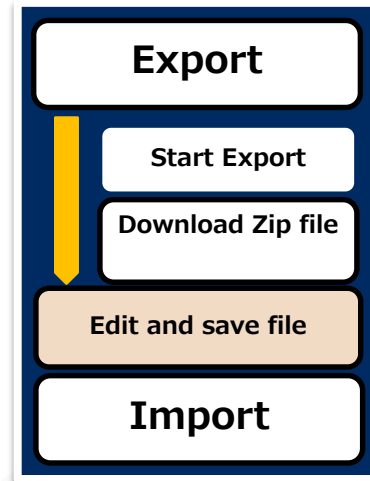 Export
Start Export
Download Zip file
Edit and save file
Import